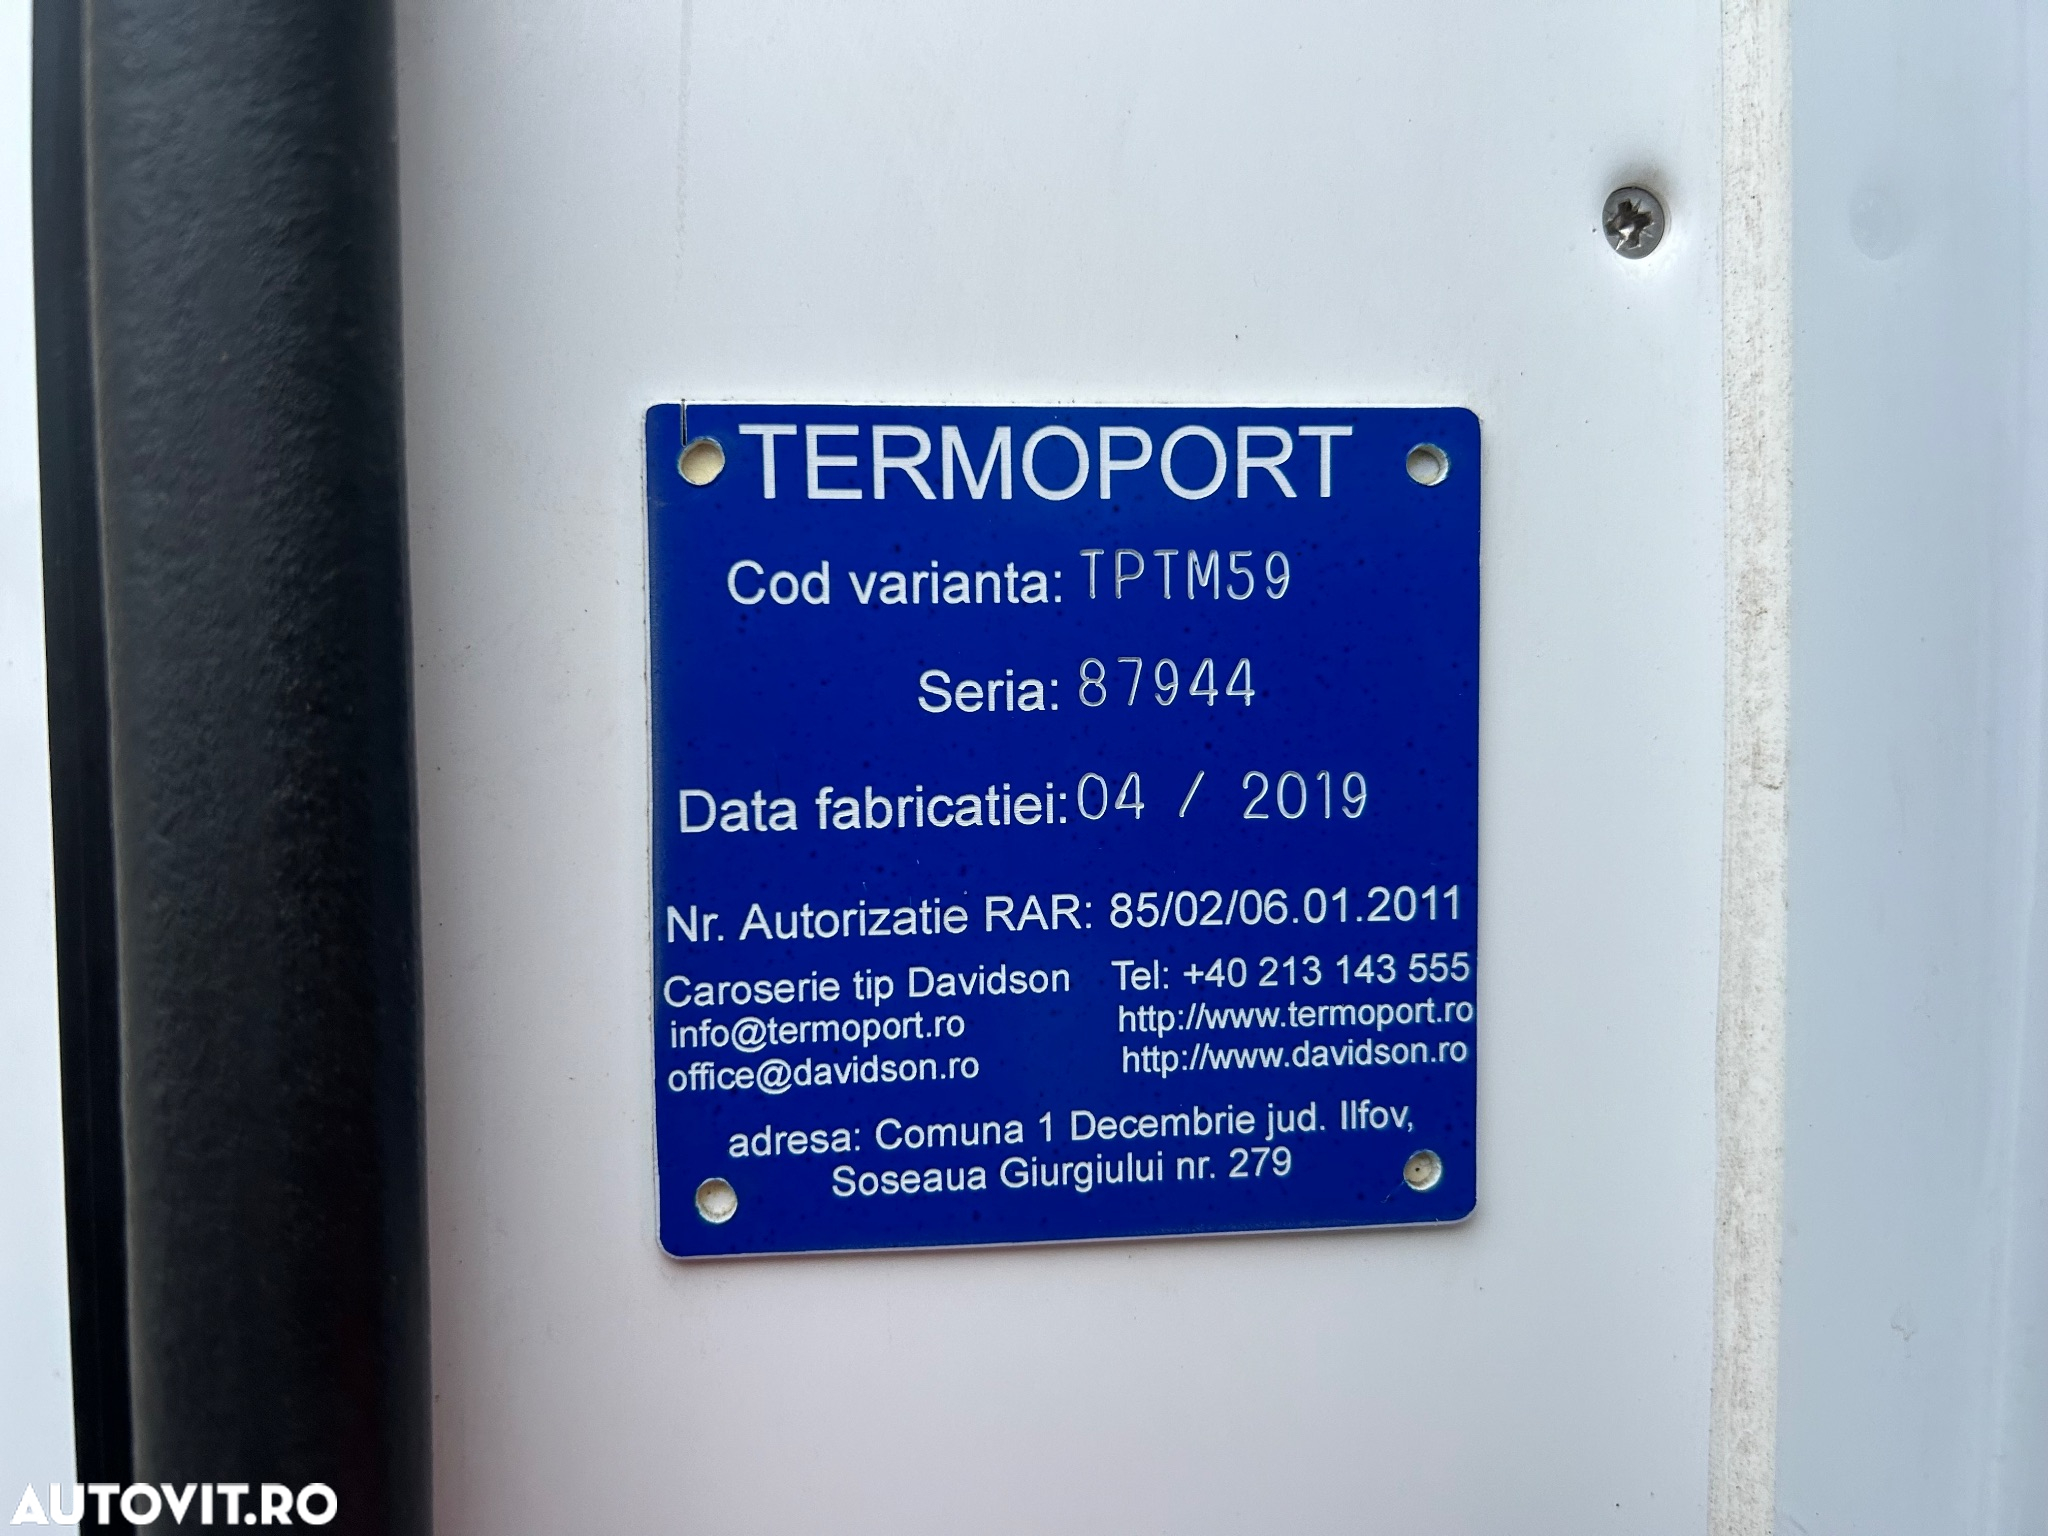 TERMOPORT
Cod varianta: TPTM59
Seria: 87944
Data fabricatiei: 04 / 2019
Nr. Autorizatie RAR: 85/02/06.01.2011
Caroserie tip Davidson Tel: +40 213 143 555
info@termoport.ro http://www.termoport.ro
office@davidson.ro http://www.davidson.ro
adresa: Comuna 1 Decembrie jud. Ilfov,
Soseaua Giurgiului nr. 279
AUTOVIT.RO